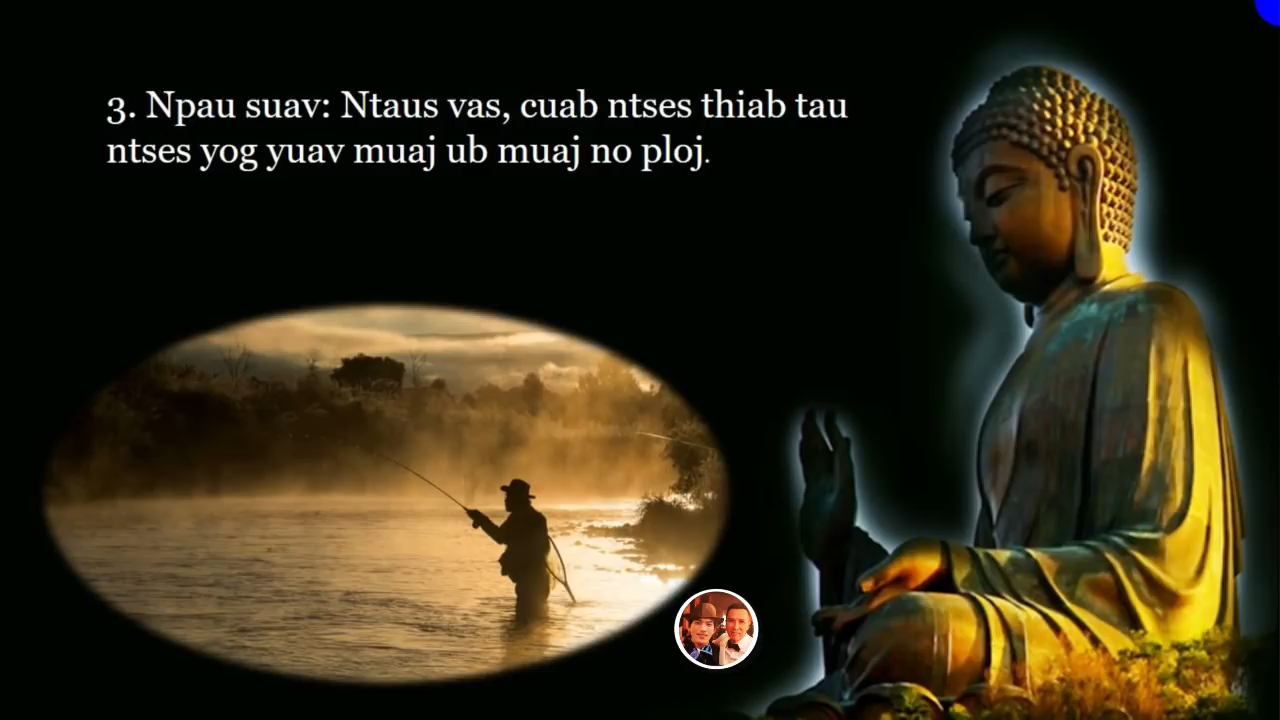 3. Npau suav: Ntaus vas, cuab ntses thiab tau
ntses yog yuav muaj ub muaj no ploj.